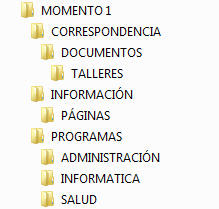 MOMENTO 1
CORRESPONDENCIA
DOCUMENTOS
TALLERES
INFORMACIÓN
PÁGINAS
PROGRAMAS
ADMINISTRACIÓN
INFORMATICA
SALUD